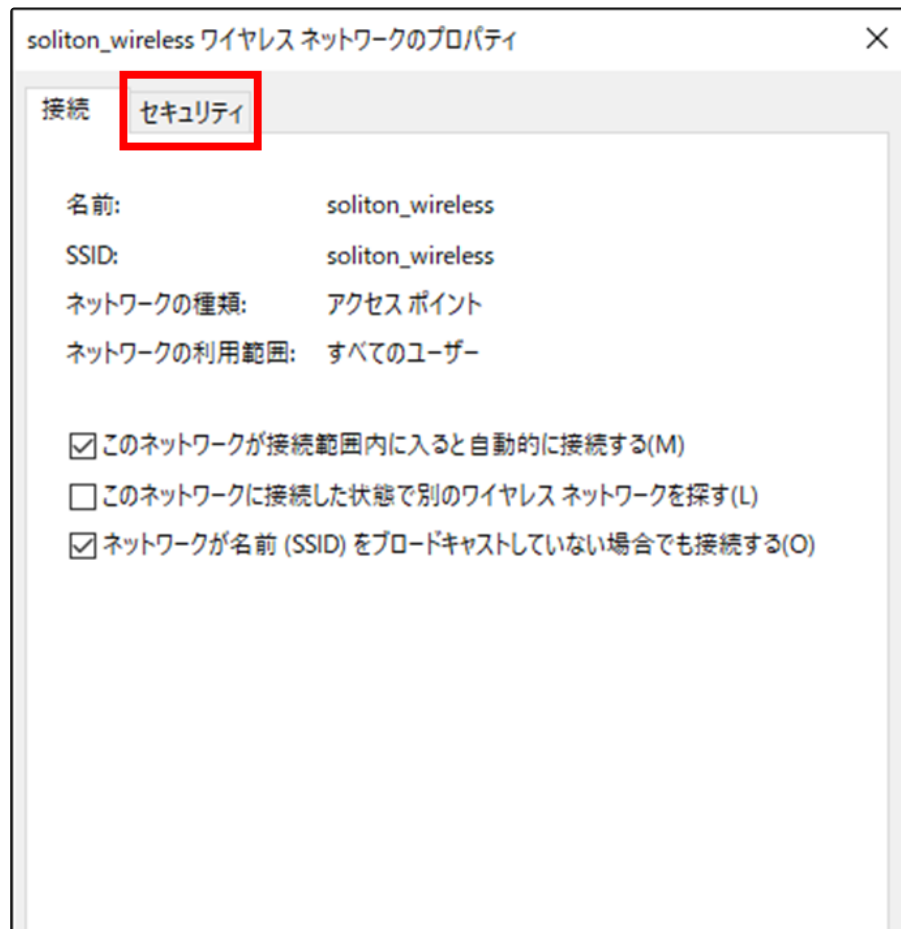 soliton_wireless ワイヤレス ネットワークのプロパティ
接続 セキュリティ
名前: soliton_wireless
SSID: soliton_wireless
ネットワークの種類: アクセス ポイント
ネットワークの利用範囲: すべてのユーザー
このネットワークが接続範囲内に入ると自動的に接続する(M)
このネットワークに接続した状態で別のワイヤレス ネットワークを探す(L)
ネットワークが名前 (SSID) をブロードキャストしていない場合でも接続する(O)